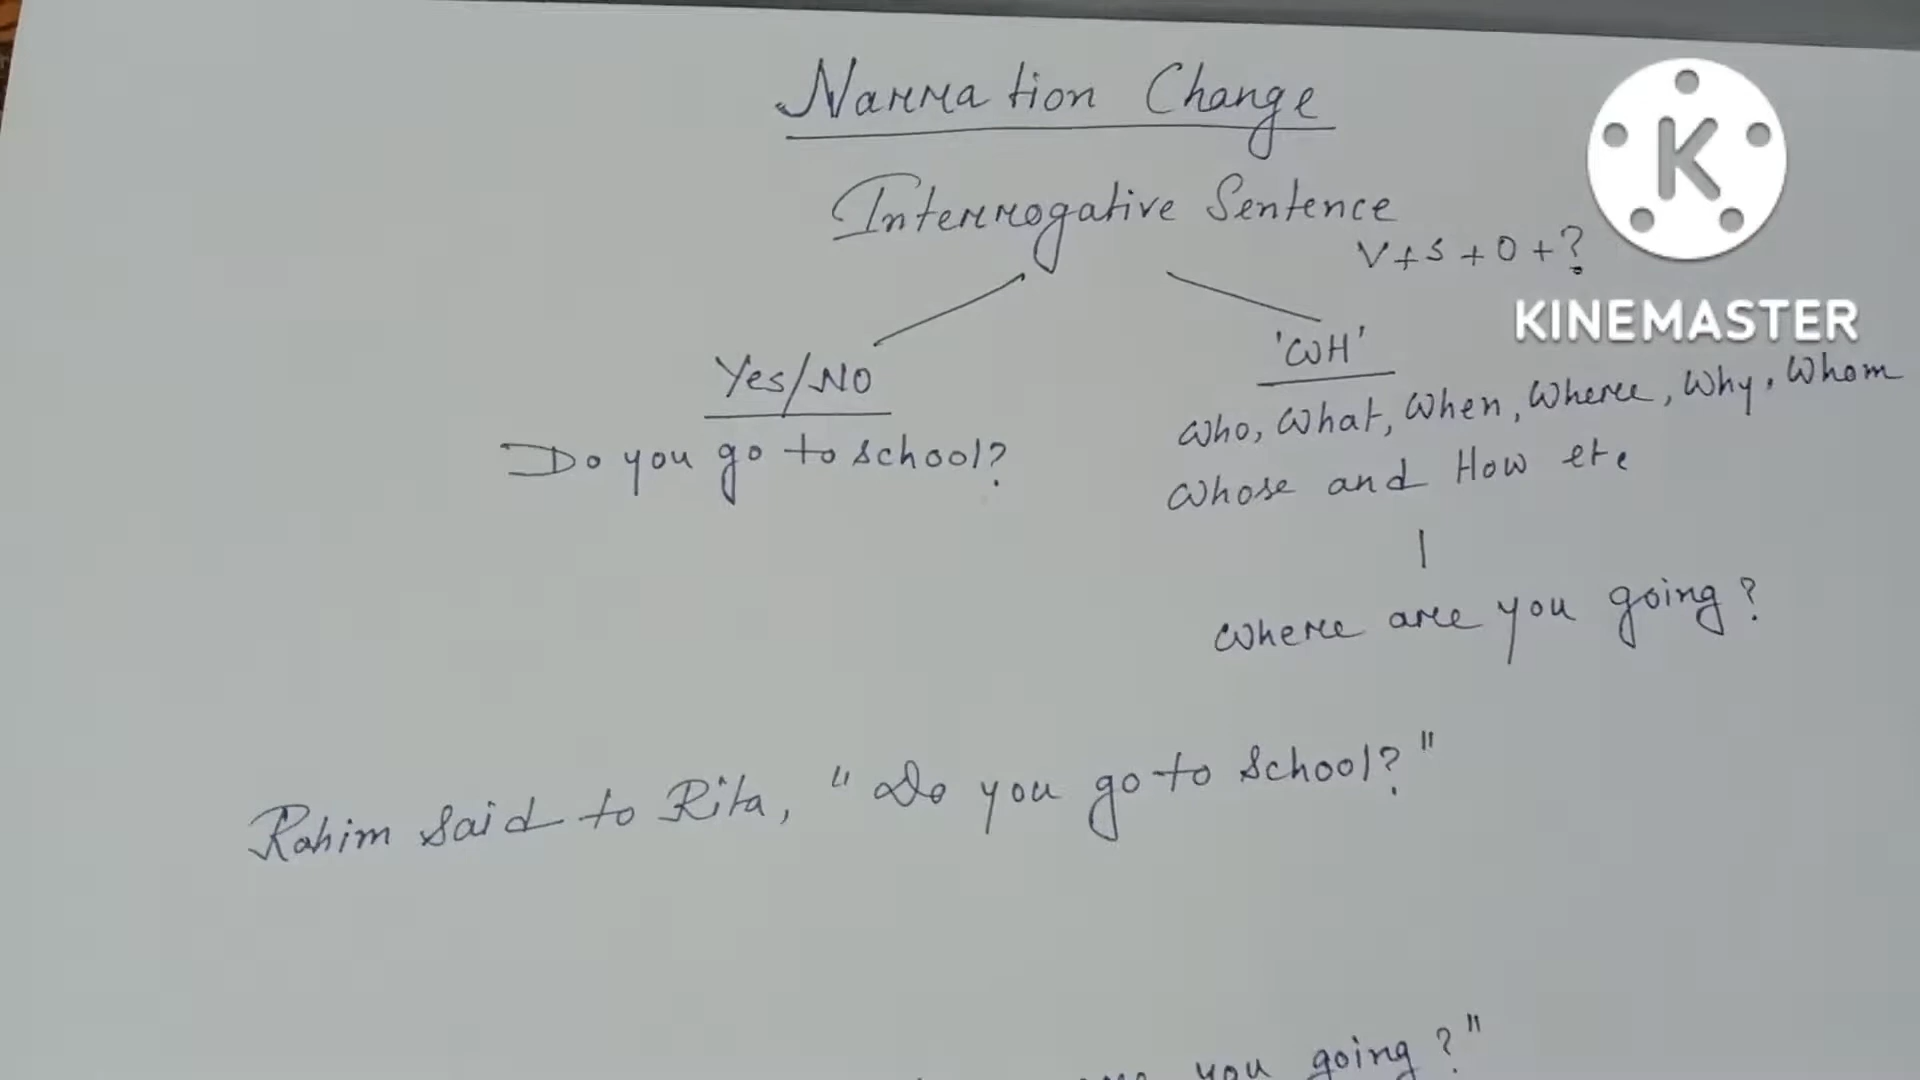 Narration Change
Interrogative Sentence
V+S+O+?
KINEMASTER
Yes/NO
Do you go to school?
'WH'
Who, What, When, Where, Why, Whom
Whose and How etc
Where are you going?
Rahim said to Rita, "Do you go to school?"
you going?"